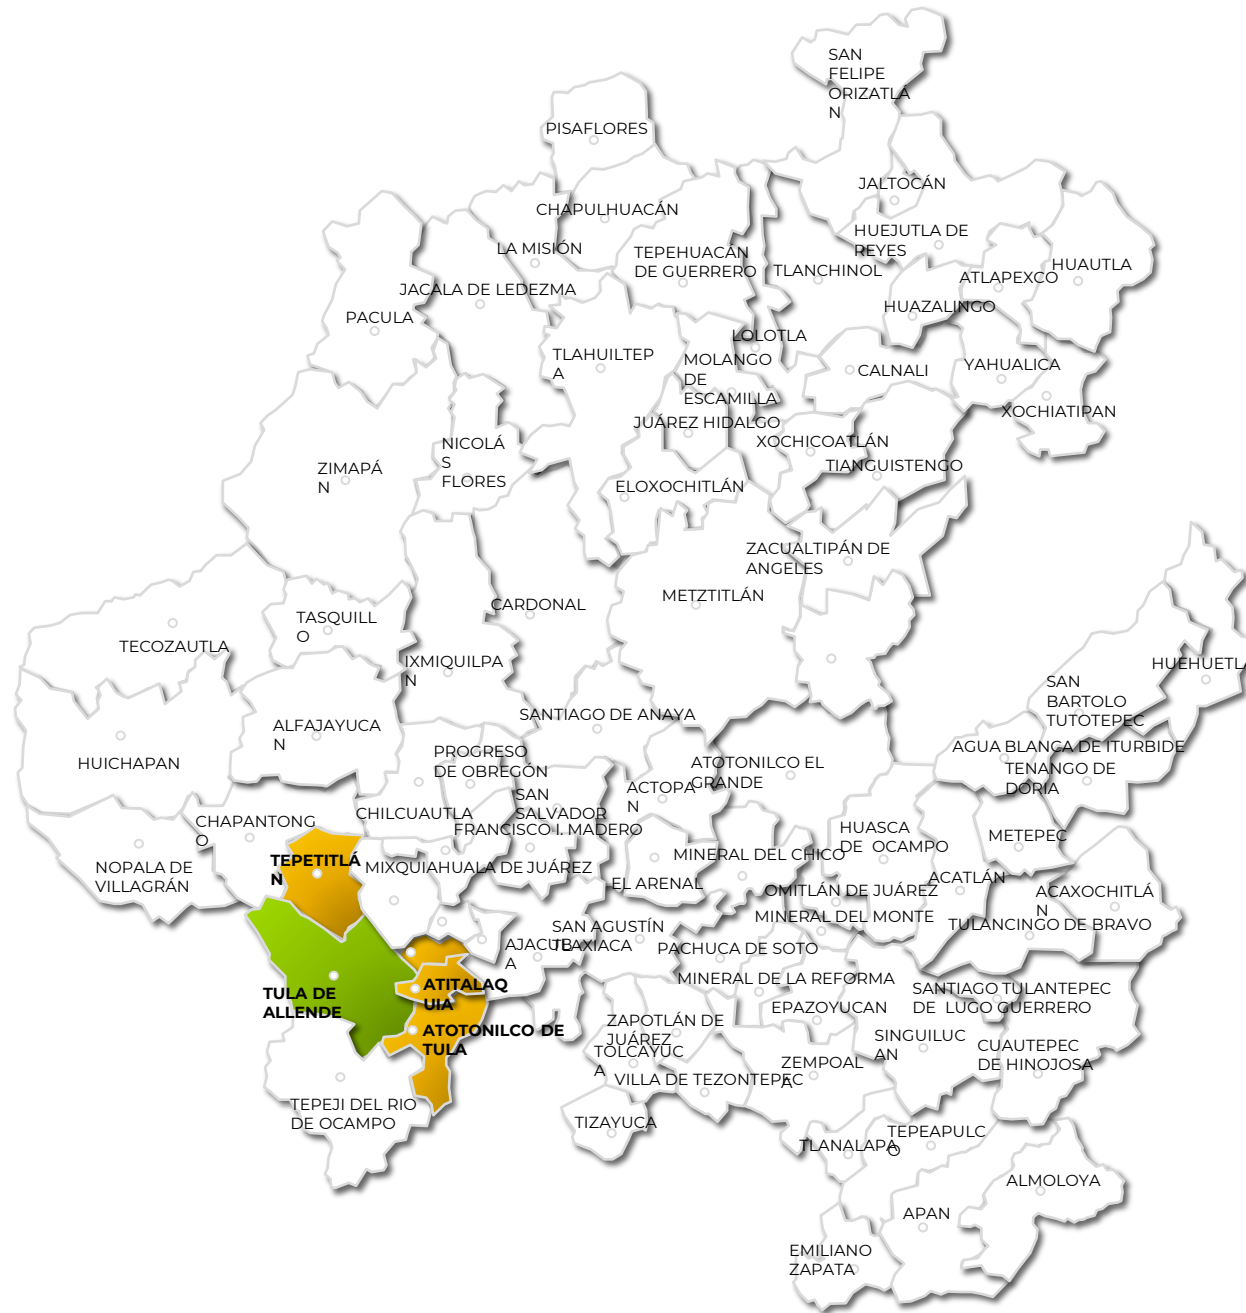 SAN
FELIPE
ORIZATLÁ
N
PISAFLORES
JALTOCÁN
CHAPULHUACÁN
HUEJUTLA DE
REYES
LA MISIÓN
TEPEHUACÁN
DE GUERRERO
TLANCHINOL
ATLAPEXCO
HUAUTLA
JACALA DE LEDEZMA
HUAZALINGO
PACULA
LOLOTLA
TLAHUILTEP
A
MOLANGO
DE
ESCAMILLA
CALNALI
YAHUALICA
XOCHIATIPAN
JUÁREZ HIDALGO
XOCHICOATLÁN
NICOLÁ
S
FLORES
ZIMAPÁ
N
TIANGUISTENGO
ELOXOCHITLÁN
ZACUALTIPÁN DE
ANGELES
METZTITLÁN
CARDONAL
TASQUILL
O
TECOZAUTLA
IXMIQUILPA
N
HUEHUETL
SAN
BARTOLO
TUTOTEPEC
SANTIAGO DE ANAYA
ALFAJAYUCA
N
AGUA BLANCA DE ITURBIDE
PROGRESO
DE OBREGÓN
ATOTONILCO EL
GRANDE
HUICHAPAN
TENANGO DE
DORIA
ACTOPA
N
SAN
SALVADOR
CHILCUAUTLA
CHAPANTONG
O
FRANCISCO I. MADERO
HUASCA
DE OCAMPO
METEPEC
MINERAL DEL CHICO
TEPETITLÁ
N
MIXQUIAHUALA DE JUÁREZ
NOPALA DE
VILLAGRÁN
EL ARENAL
ACATLÁN
OMITLÁN DE JUÁREZ
ACAXOCHITLÁ
N
MINERAL DEL MONTE
TULANCINGO DE BRAVO
SAN AGUSTÍN
TLAXIACA
AJACUB
A
PACHUCA DE SOTO
MINERAL DE LA REFORMA
ATITALAQ
UIA
TULA DE
ALLENDE
SANTIAGO TULANTEPEC
DE LUGO GUERRERO
EPAZOYUCAN
ZAPOTLÁN DE
JUÁREZ
ATOTONILCO DE
TULA
SINGUILUC
AN
CUAUTEPEC
DE HINOJOSA
TOLCAYUC
A
ZEMPOAL
A
VILLA DE TEZONTEPEC
TEPEJI DEL RIO
DE OCAMPO
TIZAYUCA
TEPEAPULC
O
TLANALAPA
ALMOLOYA
APAN
EMILIANO
ZAPATA